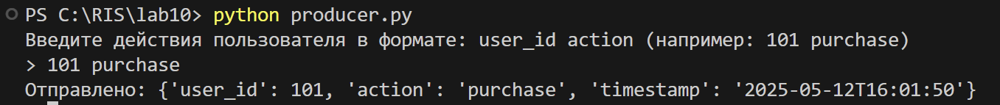 PS C:\RIS\lab10> python producer.py
Введите действия пользователя в формате: user_id action (например: 101 purchase)
> 101 purchase
Отправлено: {'user_id': 101, 'action': 'purchase', 'timestamp': '2025-05-12T16:01:50'}